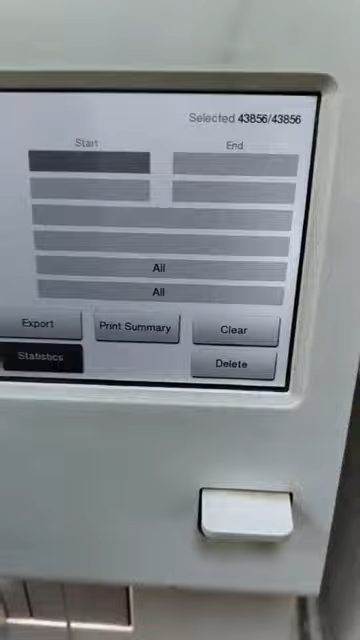 Selected 43856/43856
Start End
All
All
Export Print Summary Clear
Statistics Delete